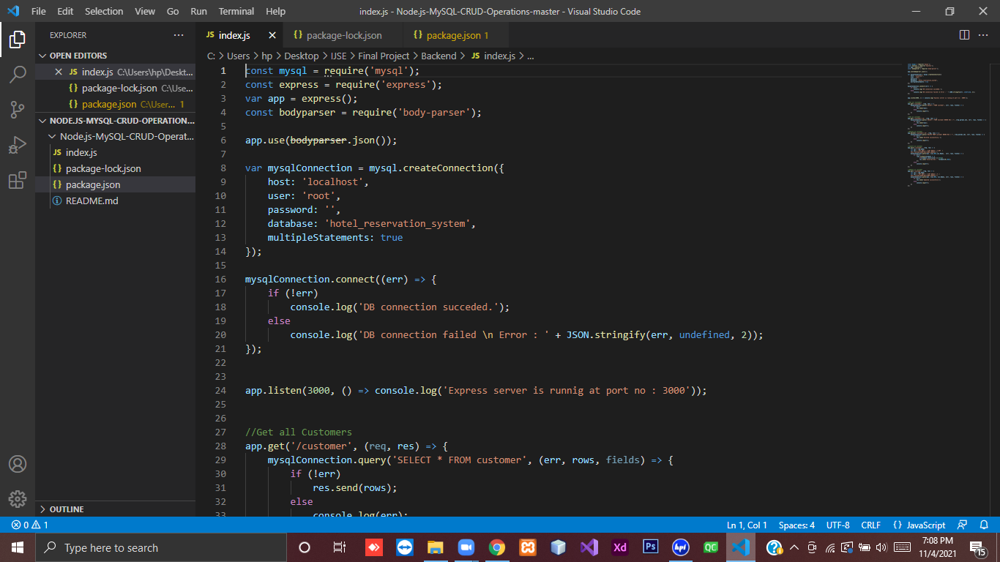 File Edit Selection View Go Run Terminal Help
index.js - Node.js-MySQL-CRUD-Operations-master - Visual Studio Code
EXPLORER
OPEN EDITORS
JS index.js C:\Users\hp\Deskt...
{} package-lock.json C:\Use...
{} package.json C:\User... 1
NODE.JS-MYSQL-CRUD-OPERATION...
Node.js-MySQL-CRUD-Operat...
JS index.js
{} package-lock.json
{} package.json
README.md
OUTLINE
JS index.js
{} package-lock.json
{} package.json 1
C: > Users > hp > Desktop > IJSE > Final Project > Backend > JS index.js > ...
1 const mysql = require('mysql');
2 const express = require('express');
3 var app = express();
4 const bodyparser = require('body-parser');
5
6 app.use(bodyparser.json());
7
8 var mysqlConnection = mysql.createConnection({
9 host: 'localhost',
10 user: 'root',
11 password: '',
12 database: 'hotel_reservation_system',
13 multipleStatements: true
14 });
15
16 mysqlConnection.connect((err) => {
17 if (!err)
18 console.log('DB connection succeded.');
19 else
20 console.log('DB connection failed \n Error : ' + JSON.stringify(err, undefined, 2));
21 });
22
23
24 app.listen(3000, () => console.log('Express server is runnig at port no : 3000'));
25
26
27 //Get all Customers
28 app.get('/customer', (req, res) => {
29 mysqlConnection.query('SELECT * FROM customer', (err, rows, fields) => {
30 if (!err)
31 res.send(rows);
32 else
33 console.log(err);
0 1
Ln 1, Col 1 Spaces: 4 UTF-8 CRLF {} JavaScript
Type here to search
Xd
Ps
hpi
QC
7:08 PM
11/4/2021
15